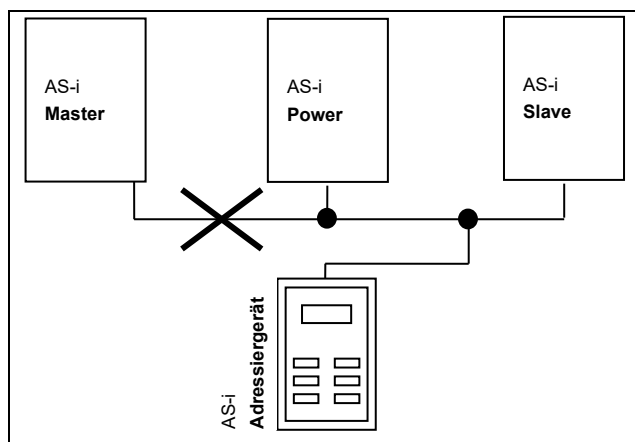 AS-i
Master
AS-i
Power
AS-i
Slave
AS-i
Adressiergerät